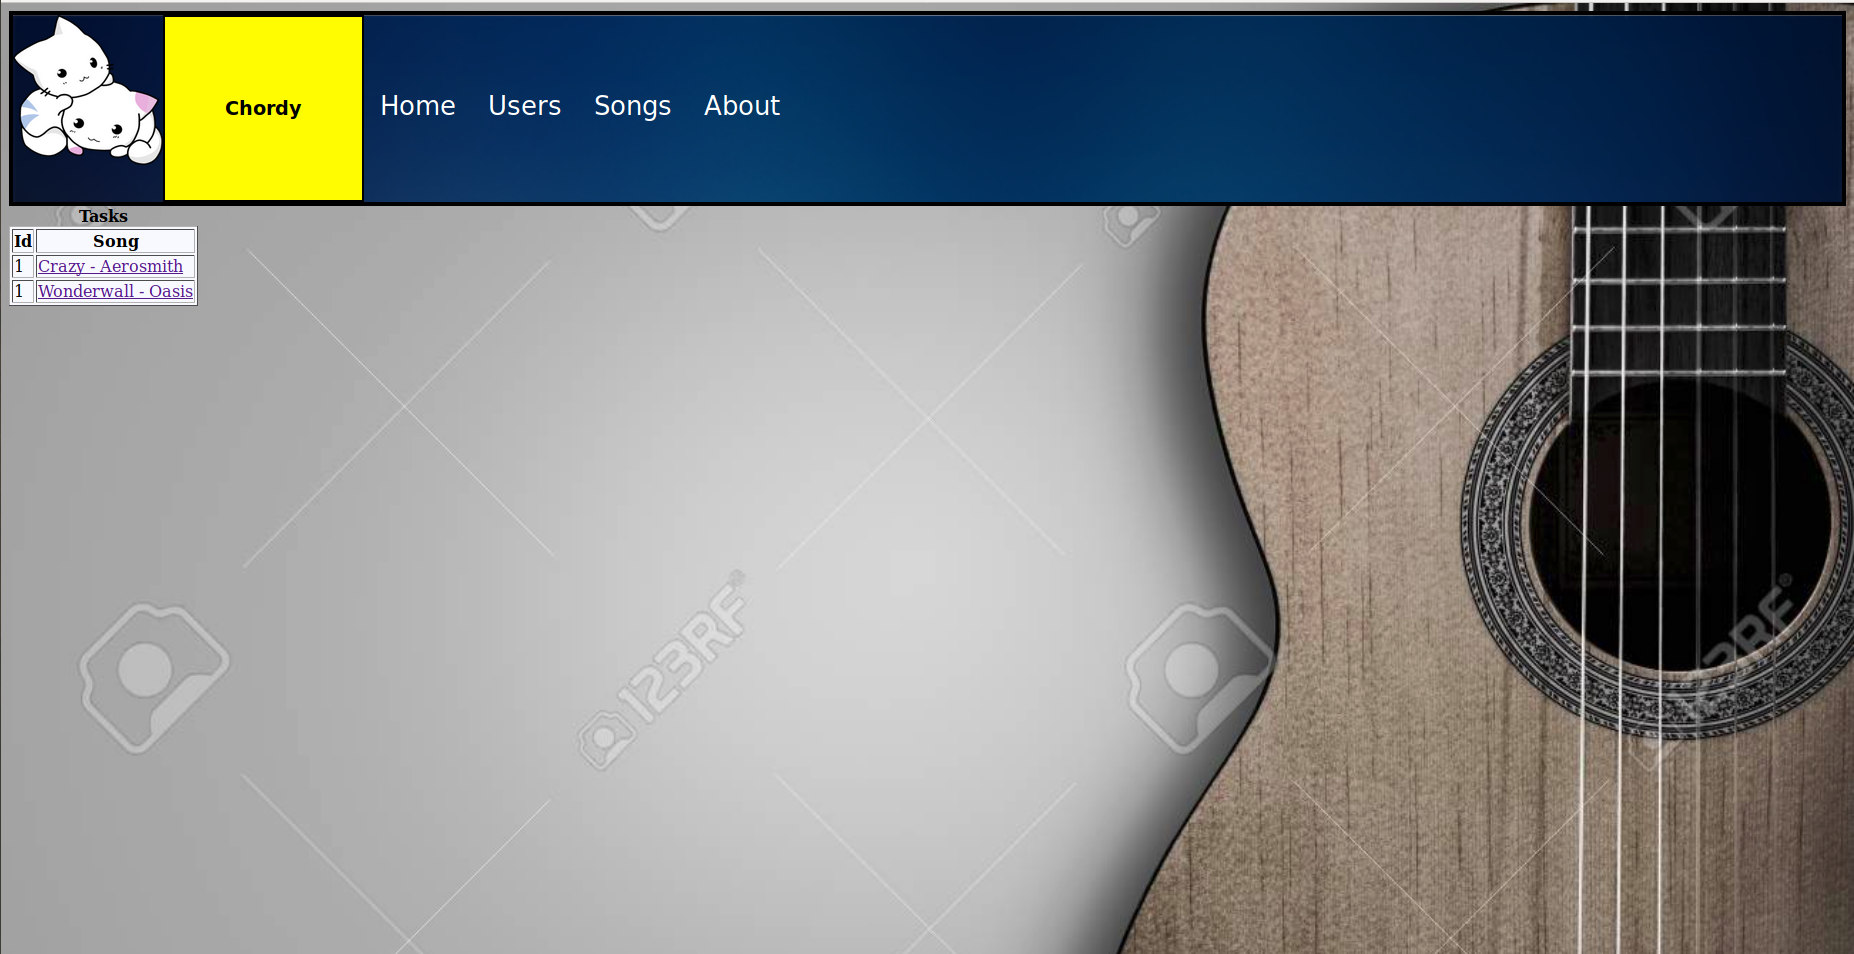 Chordy
Home Users Songs About
Tasks
Id Song
1 Crazy - Aerosmith
1 Wonderwall - Oasis
123RF®
123RF®